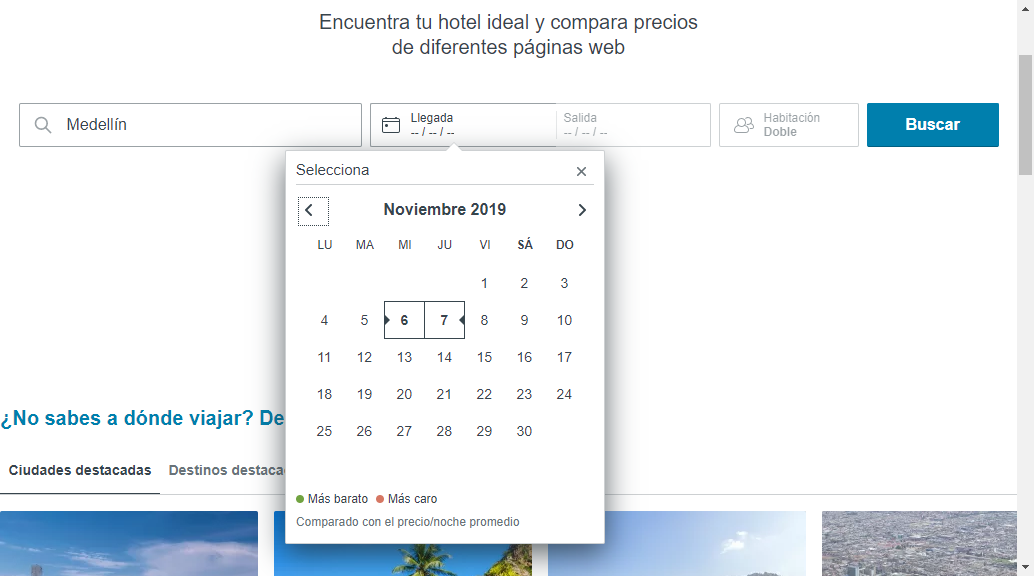 Encuentra tu hotel ideal y compara precios
de diferentes páginas web
Medellín
Llegada
-- / -- / --
Salida
-- / -- / --
Habitación
Doble
Buscar
Selecciona
Noviembre 2019
LU MA MI JU VI SÁ DO
1 2 3
4 5 6 7 8 9 10
11 12 13 14 15 16 17
18 19 20 21 22 23 24
25 26 27 28 29 30
Más barato Más caro
Comparado con el precio/noche promedio
¿No sabes a dónde viajar? De
Ciudades destacadas Destinos destaca